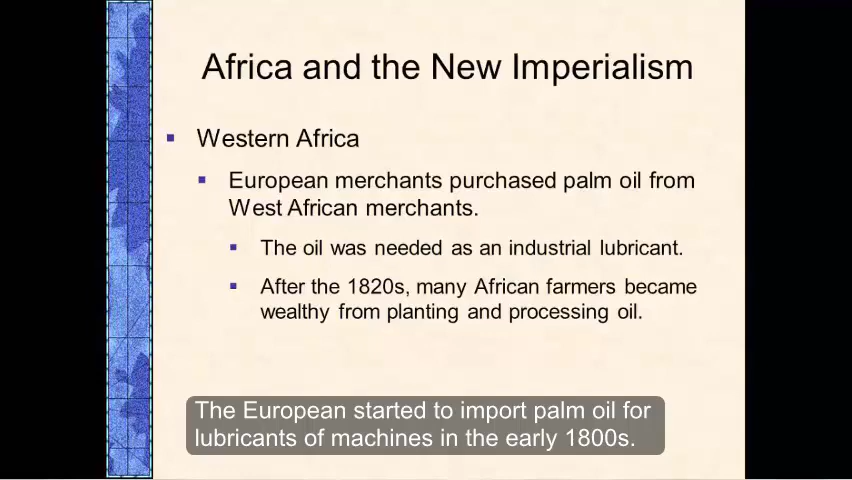 Africa and the New Imperialism
▪ Western Africa
▪ European merchants purchased palm oil from
West African merchants.
▪ The oil was needed as an industrial lubricant.
▪ After the 1820s, many African farmers became
wealthy from planting and processing oil.
The European started to import palm oil for
lubricants of machines in the early 1800s.